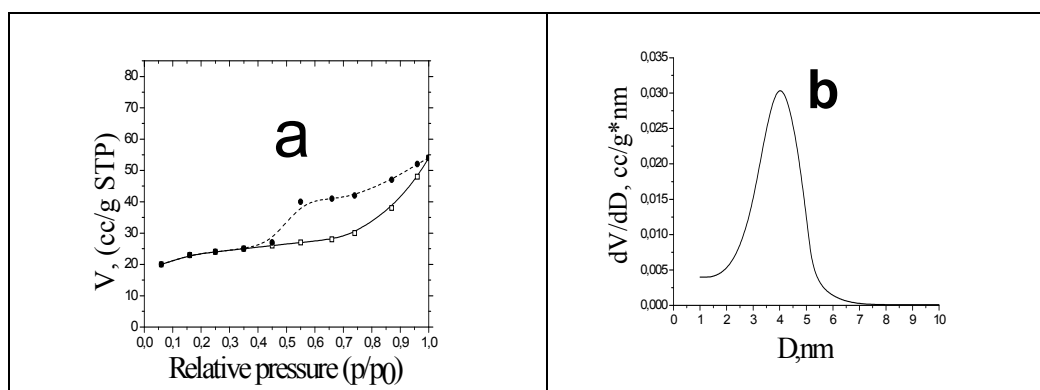 a
V, (cc/g STP)
80
70
60
50
40
30
20
10
0
0,0 0,1 0,2 0,3 0,4 0,5 0,6 0,7 0,8 0,9 1,0
Relative pressure (p/p0)
b
dV/dD, cc/g*nm
0,035
0,030
0,025
0,020
0,015
0,010
0,005
0,000
0 1 2 3 4 5 6 7 8 9 10
D,nm